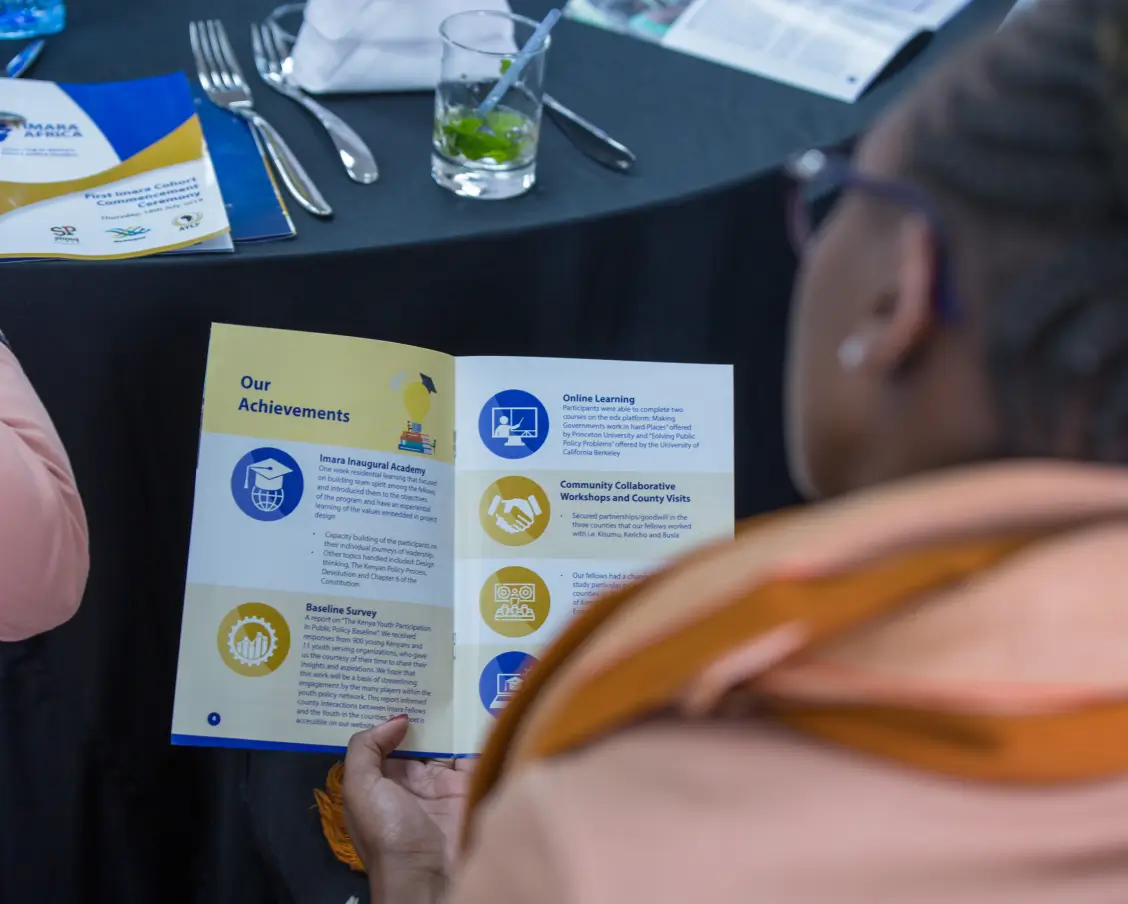 IMARA
AFRICA
First Imara Cohort
Commencement
Ceremony
Thursday, 18th July 2019
SP
AYLF
Our
Achievements
Imara Inaugural Academy
One week residential learning that focused
on building team spirit among the fellows
and introduced them to the objectives
of the program and have an experiential
learning of the values embedded in project
design
• Capacity building of the participants in
their individual journeys of leadership.
• Other topics handled included: Design
thinking, The Kenyan Policy Process,
Devolution and Chapter 6 of the
Constitution
Baseline Survey
A report on "The Kenya Youth Participation
in Public Policy Baseline". We received
responses from 900 young Kenyans and
11 youth serving organizations, who gave
us the courtesy of their time to share their
insights and aspirations. We hope that
this work will be a basis of streamlining
engagement by the many players within the
youth policy network. This report informed
county interactions between Imara Fellows
and the Youth in the counties.
accessible on our website
4
Online Learning
Participants were able to complete two
courses on the edx platform: Making
Governments work in Hard Places" offered
by Princeton University and "Solving Public
Policy Problems" offered by the University of
California Berkeley
Community Collaborative
Workshops and County Visits
• Secured partnerships/goodwill in the
three counties that our fellows worked
with i.e. Kisumu, Kericho and Busia
• Our fellows had a
study
counties